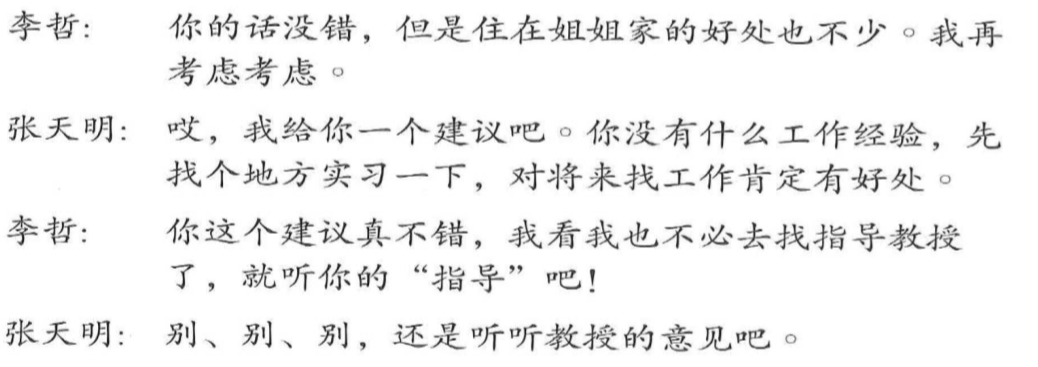 李哲: 你的话没错，但是住在姐姐家的好处也不少。我再
考虑考虑。
张天明: 哎，我给你一个建议吧。你没有什么工作经验，先
找个地方实习一下，对将来找工作肯定有好处。
李哲: 你这个建议真不错，我看我也不必去找指导教授
了，就听你的“指导”吧!
张天明: 别、别、别，还是听听教授的意见吧。